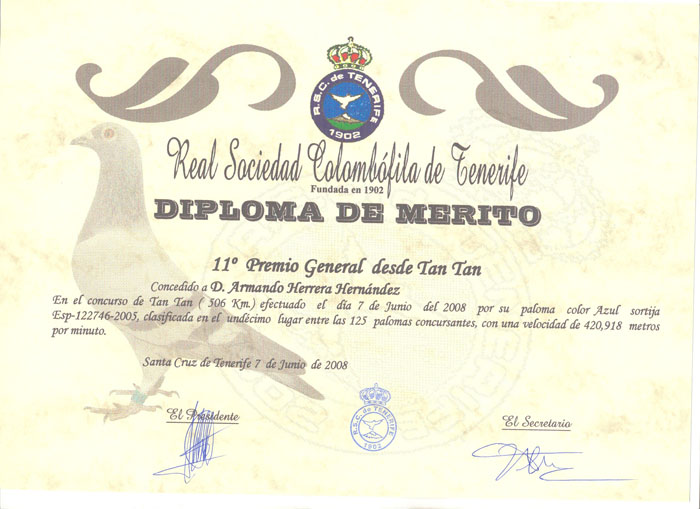 R.S.C. de TENERIFE
1902
Real Sociedad Colombófila de Tenerife
Fundada en 1902
DIPLOMA DE MERITO
11º Premio General desde Tan Tan
Concedido a D. Armando Herrera Hernández
En el concurso de Tan Tan ( 506 Km.) efectuado el día 7 de Junio del 2008 por su paloma color Azul sortija
Esp-122746-2005, clasificada en el undécimo lugar entre las 125 palomas concursantes, con una velocidad de 420,918 metros
por minuto.
Santa Cruz de Tenerife 7 de Junio de 2008
El Presidente
R.S.C. de TENERIFE
1902
El Secretario